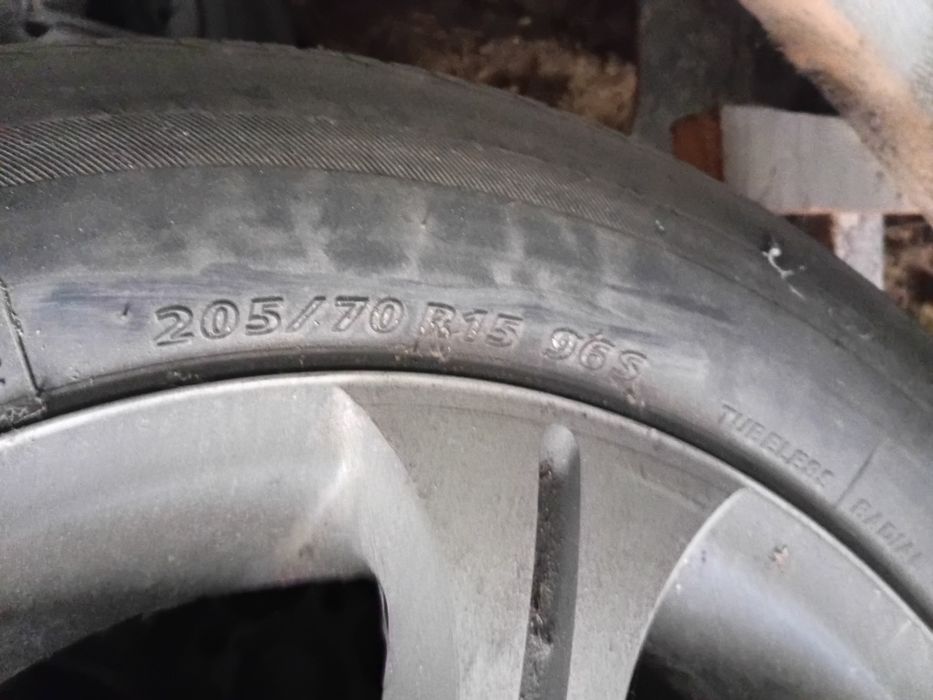 205/70 R15 96S
TUBELESS
RADIAL